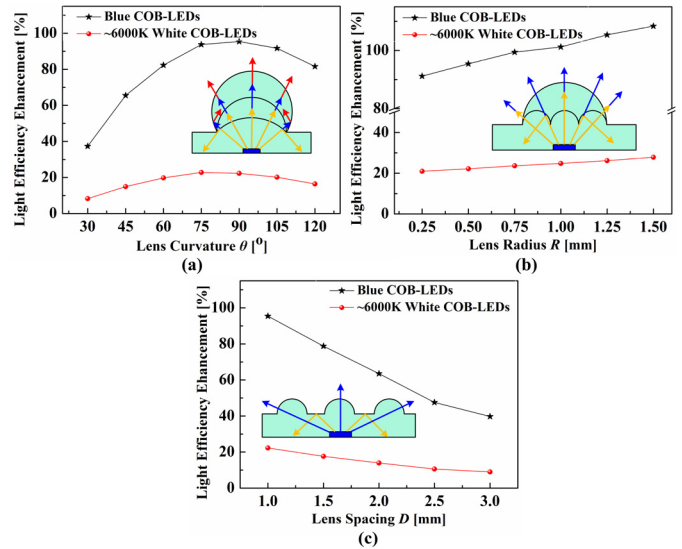 Blue COB-LEDs
~6000K White COB-LEDs
Light Efficiency Ehancement [%]
100
80
60
40
20
0
30 45 60 75 90 105 120
Lens Curvature θ [O]
(a)
Blue COB-LEDs
~6000K White COB-LEDs
Light Efficiency Ehancement [%]
100
80
40
20
0
0.25 0.50 0.75 1.00 1.25 1.50
Lens Radius R [mm]
(b)
Blue COB-LEDs
~6000K White COB-LEDs
Light Efficiency Ehancement [%]
100
80
60
40
20
0
1.0 1.5 2.0 2.5 3.0
Lens Spacing D [mm]
(c)